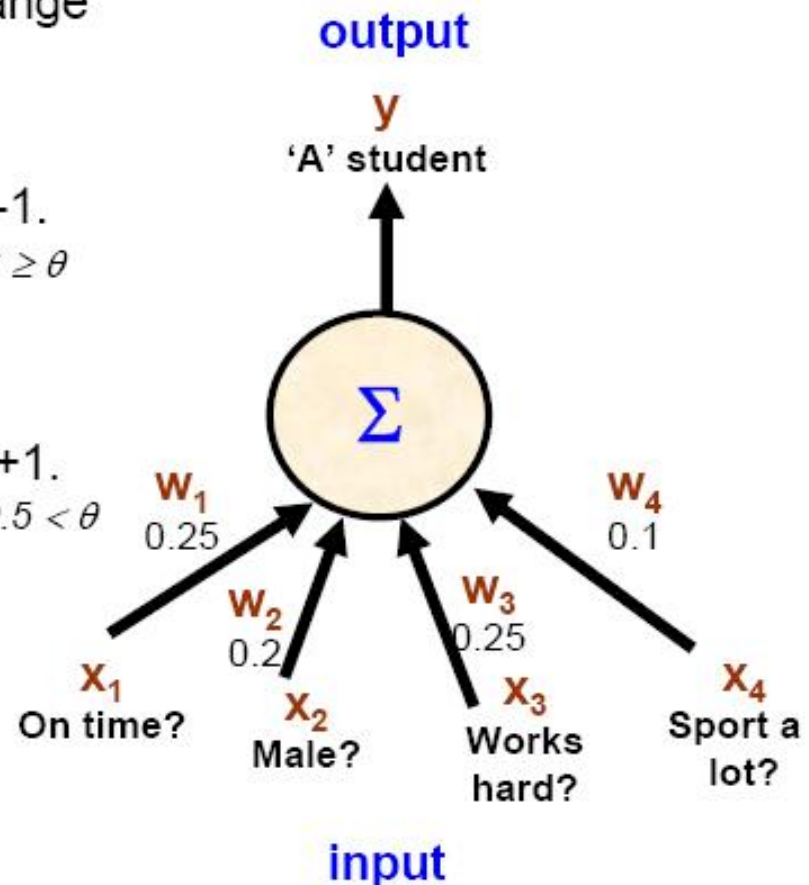 output
y
‘A’ student
-1.
≥ θ
Σ
+1.
.5 < θ
w1
0.25
w4
0.1
w2
0.2
w3
0.25
x1
On time?
x2
Male?
x3
Works
hard?
x4
Sport a
lot?
input